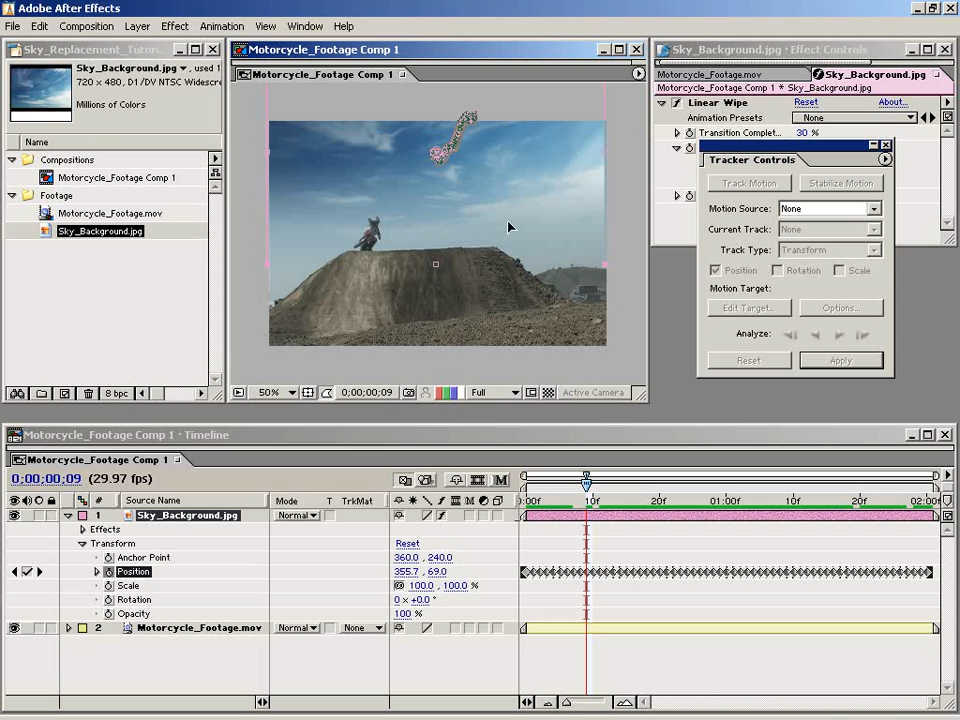 Adobe After Effects
File Edit Composition Layer Effect Animation View Window Help
Sky_Replacement_Tutori..
Sky_Background.jpg , used 1
720 x 480, D1/DV NTSC Widescre
Millions of Colors
Name
Compositions
Motorcycle_Footage Comp 1
Footage
Motorcycle_Footage.mov
Sky_Background.jpg
8 bpc
Motorcycle_Footage Comp 1
Motorcycle_Footage Comp 1
50% 0;00;00;09 Full Active Camera
Sky_Background.jpg · Effect Controls
Motorcycle_Footage.mov Sky_Background.jpg
Motorcycle_Footage Comp 1 * Sky_Background.jpg
Linear Wipe Reset About...
Animation Presets None
Transition Complet... 30 %
Tracker Controls
Track Motion Stabilize Motion
Motion Source: None
Current Track: None
Track Type: Transform
Position Rotation Scale
Motion Target:
Edit Target... Options...
Analyze:
Reset Apply
Motorcycle_Footage Comp 1 · Timeline
Motorcycle_Footage Comp 1
0;00;00;09 (29.97 fps)
# Source Name Mode T TrkMat :00f 10f 20f 01:00f 10f 20f 02:00f
1 Sky_Background.jpg Normal
Effects
Transform Reset
Anchor Point 360.0 , 240.0
Position 355.7 , 69.0
Scale 100.0 , 100.0 %
Rotation 0 x +0.0 °
Opacity 100 %
2 Motorcycle_Footage.mov Normal None